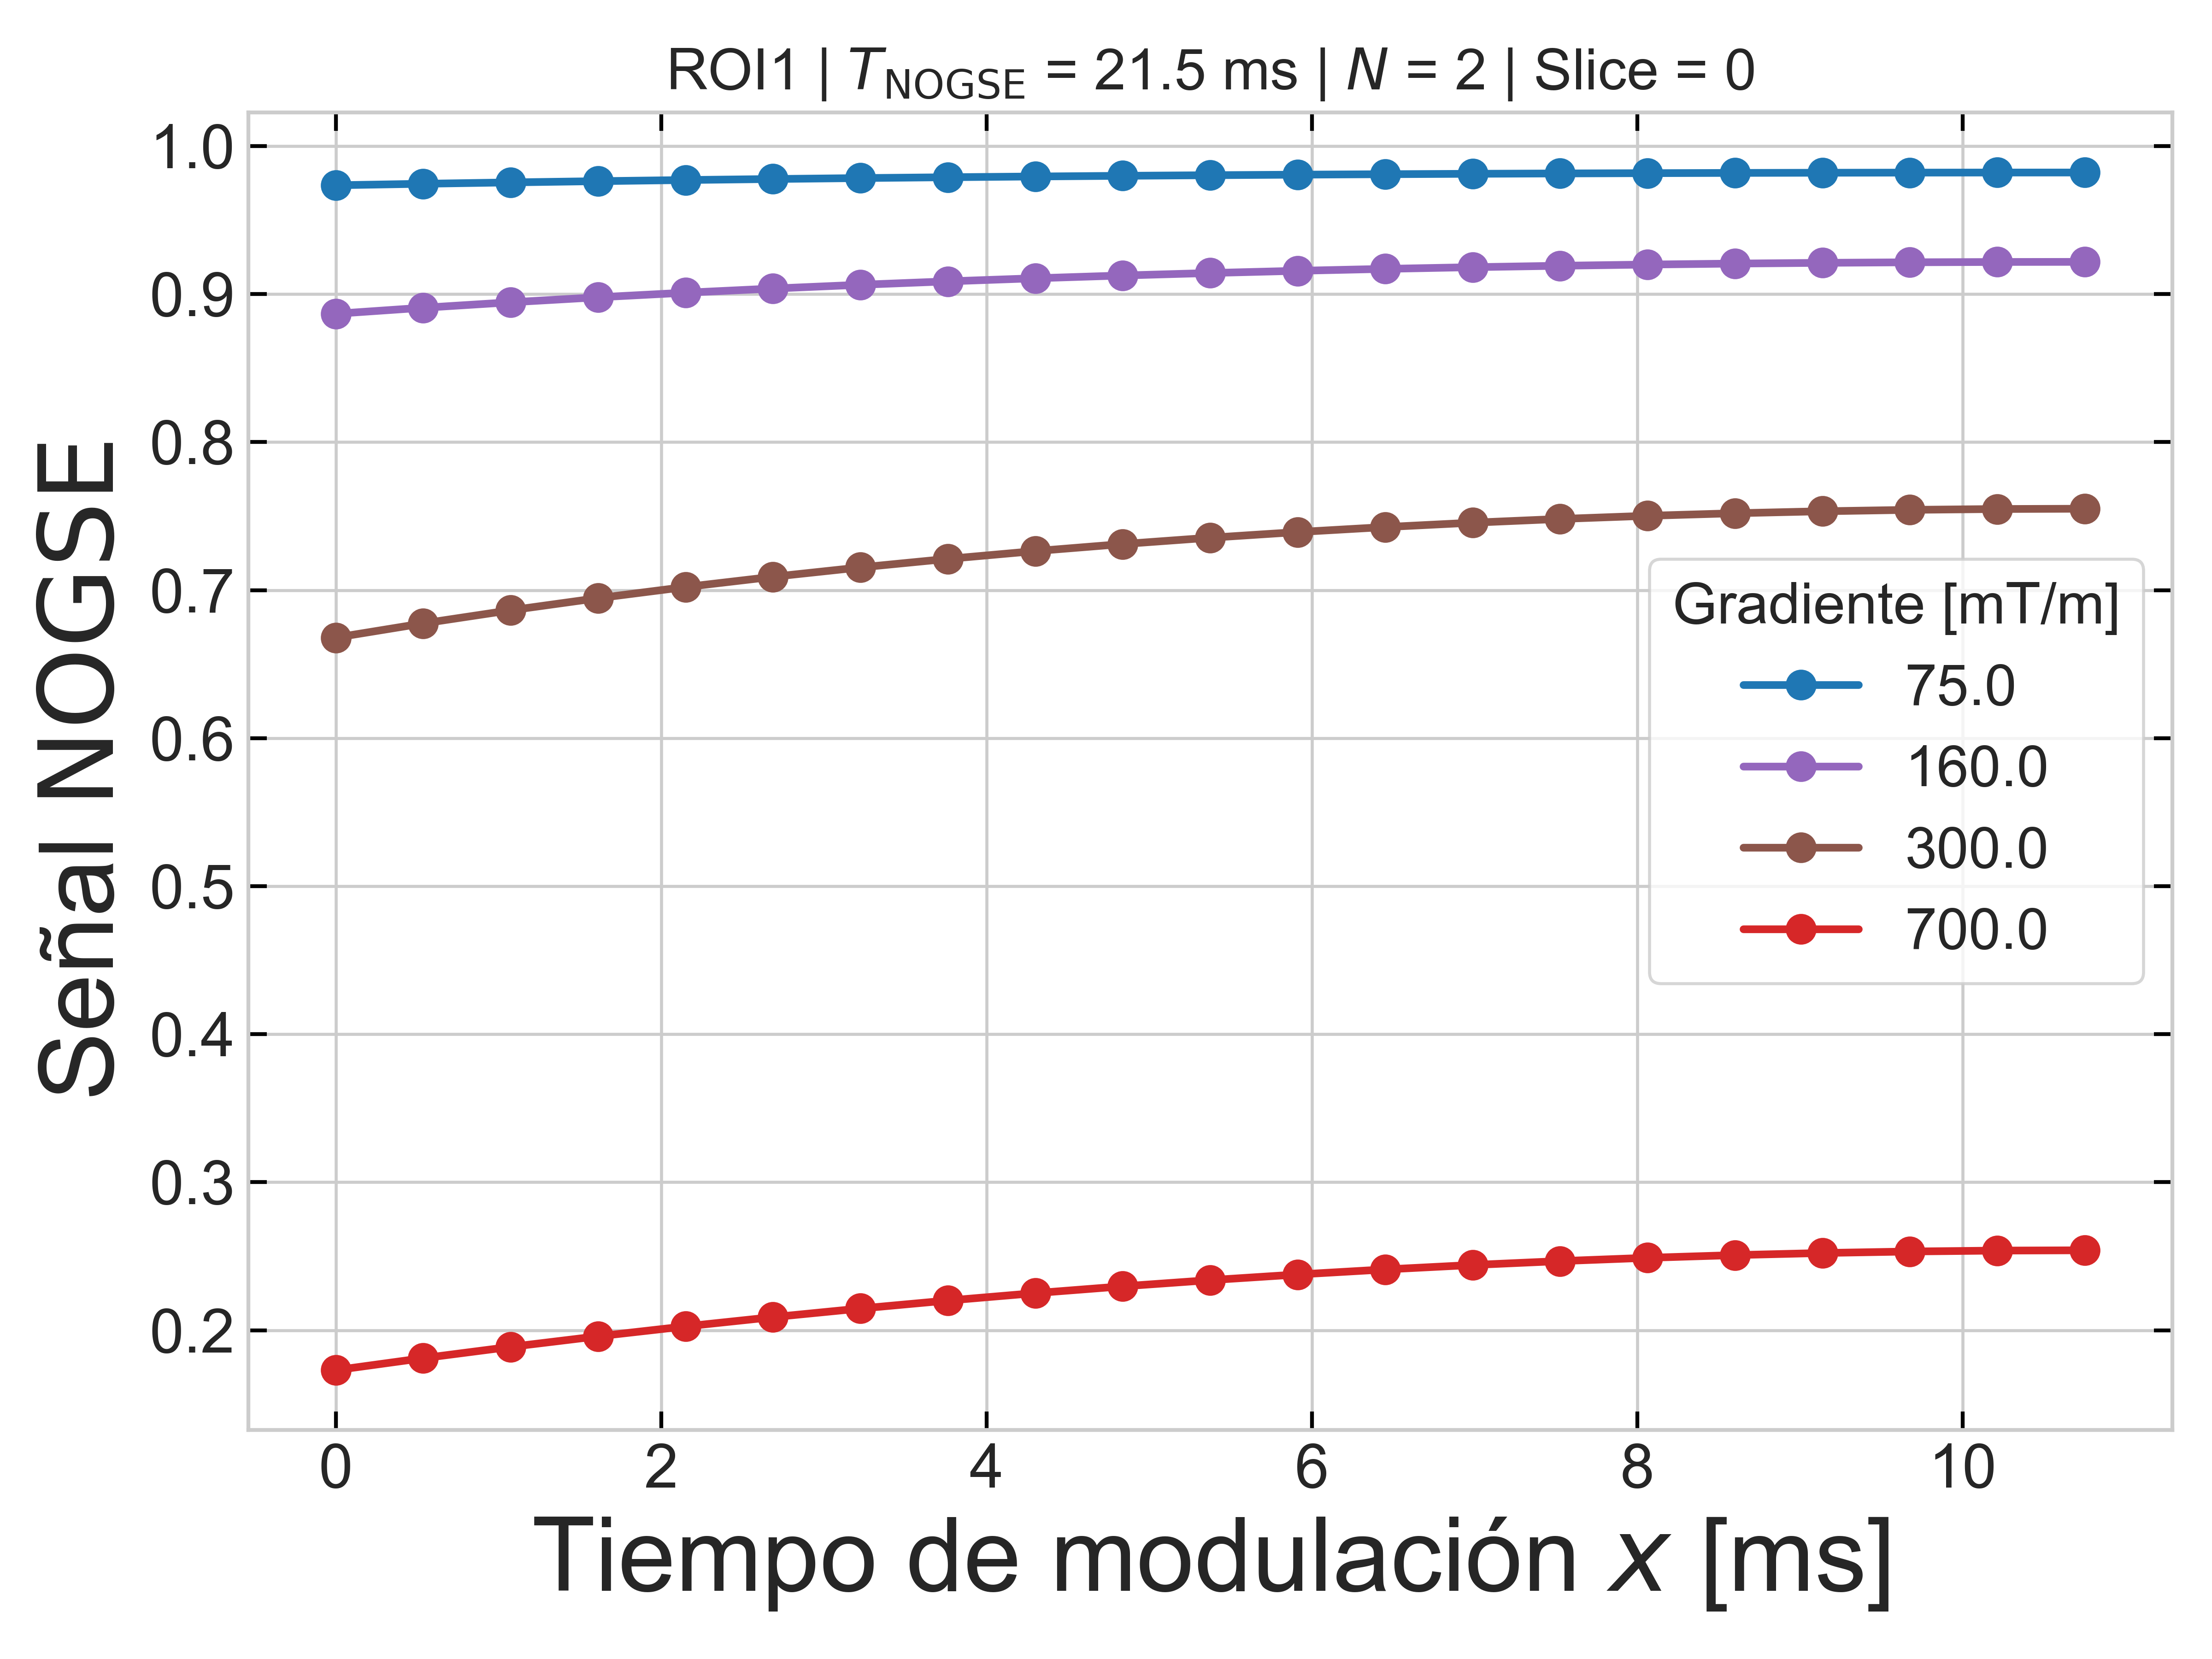 ROI1 | T_NOGSE = 21.5 ms | N = 2 | Slice = 0
Señal NOGSE
1.0
0.9
0.8
0.7
0.6
0.5
0.4
0.3
0.2
Gradiente [mT/m]
75.0
160.0
300.0
700.0
0 2 4 6 8 10
Tiempo de modulación x [ms]